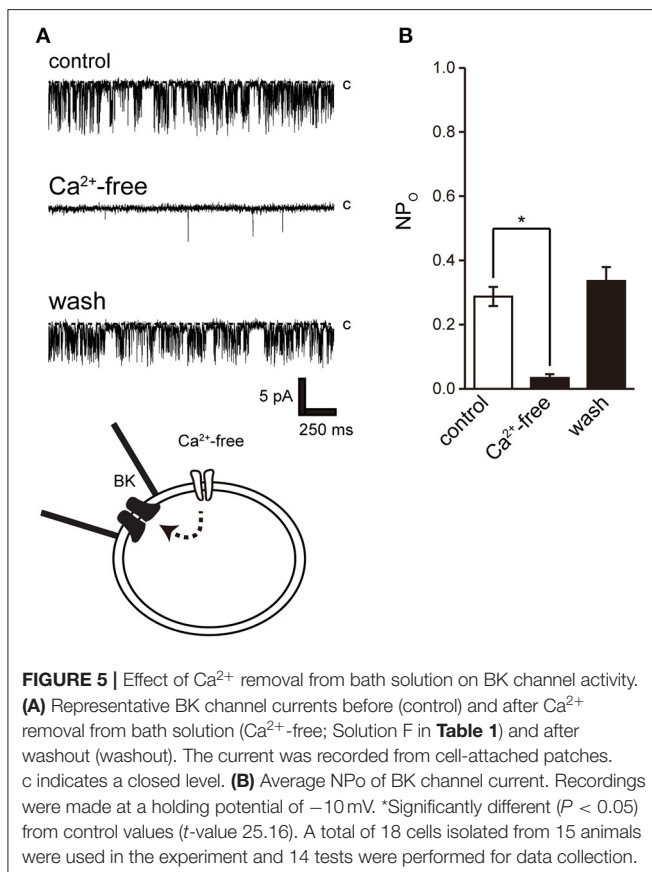 A
control
c
Ca²⁺-free
c
wash
c
5 pA
250 ms
Ca²⁺-free
BK
B
1.0
0.8
0.6
0.4
0.2
0.0
NPO
*
control
Ca²⁺-free
wash
FIGURE 5 | Effect of Ca²⁺ removal from bath solution on BK channel activity.
(A) Representative BK channel currents before (control) and after Ca²⁺
removal from bath solution (Ca²⁺-free; Solution F in Table 1) and after
washout (washout). The current was recorded from cell-attached patches.
c indicates a closed level. (B) Average NPo of BK channel current. Recordings
were made at a holding potential of −10 mV. *Significantly different (P < 0.05)
from control values (t-value 25.16). A total of 18 cells isolated from 15 animals
were used in the experiment and 14 tests were performed for data collection.